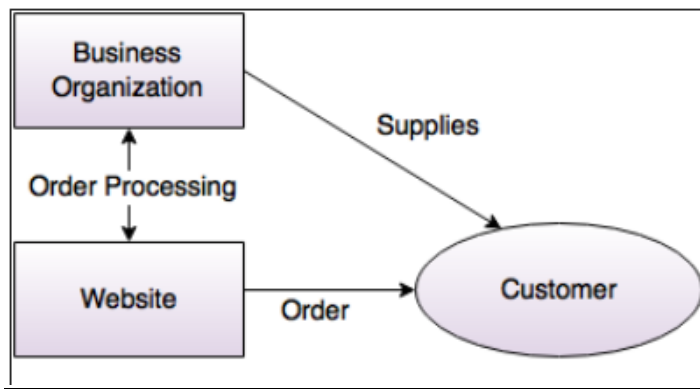 Business
Organization
Supplies
Order Processing
Website
Order
Customer